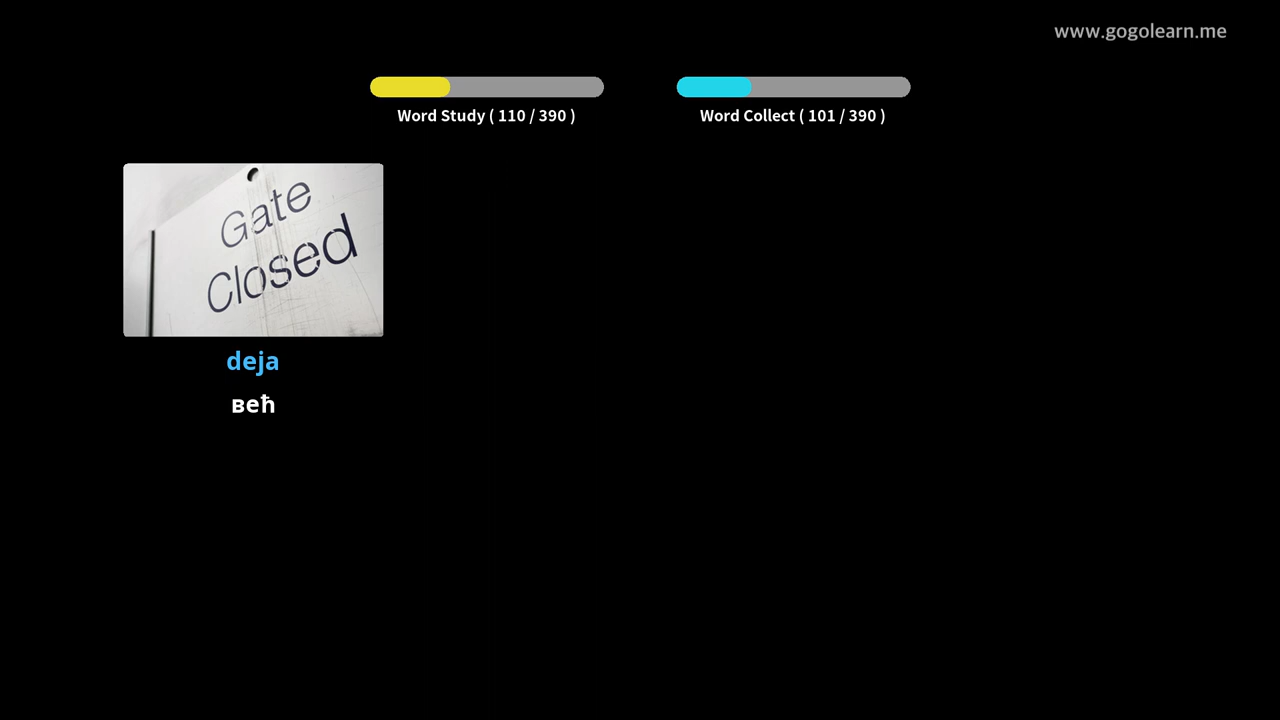 www.gogolearn.me
Word Study ( 110 / 390 )
Word Collect ( 101 / 390 )
Gate
Closed
deja
већ